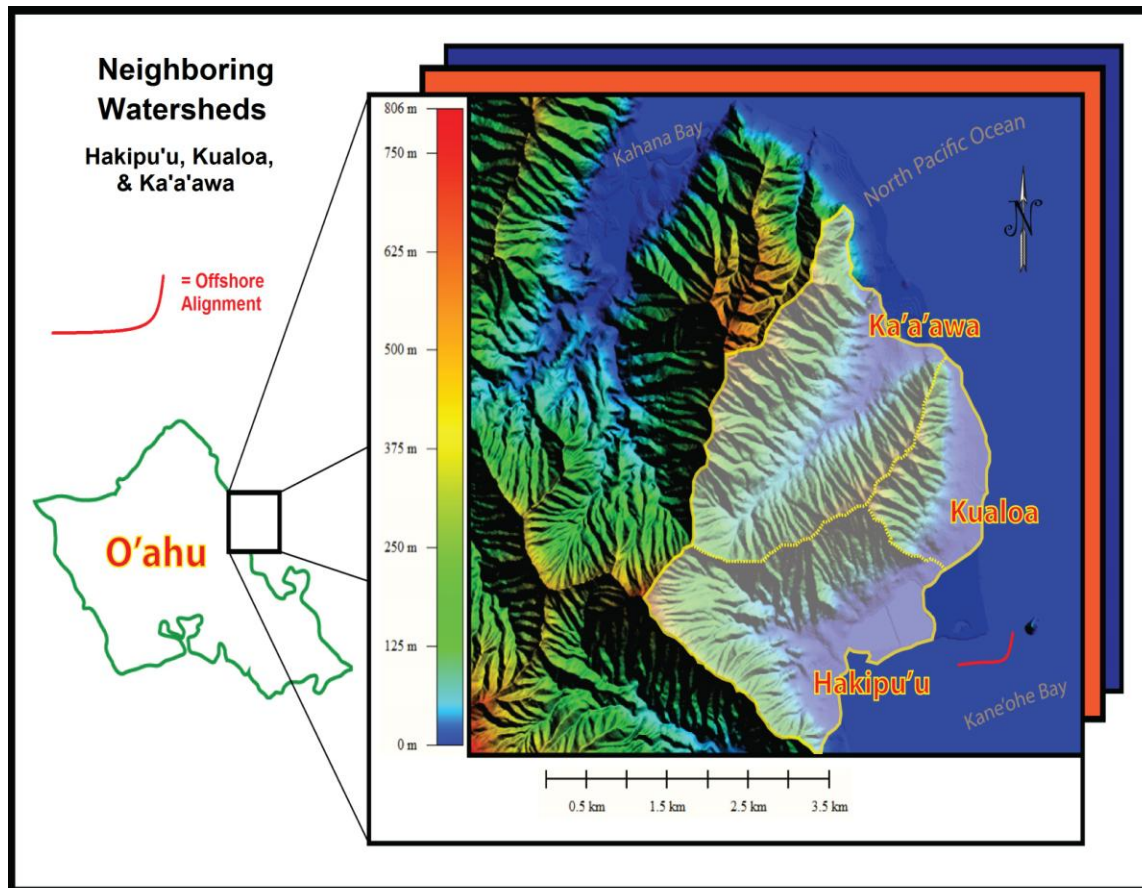 Neighboring
Watersheds
Hakipu'u, Kualoa,
& Ka'a'awa
= Offshore
Alignment
O'ahu
806 m
750 m
625 m
500 m
375 m
250 m
125 m
0 m
Kahana Bay
North Pacific Ocean
N
Ka'a'awa
Kualoa
Hakipu'u
Kane'ohe Bay
0.5 km
1.5 km
2.5 km
3.5 km